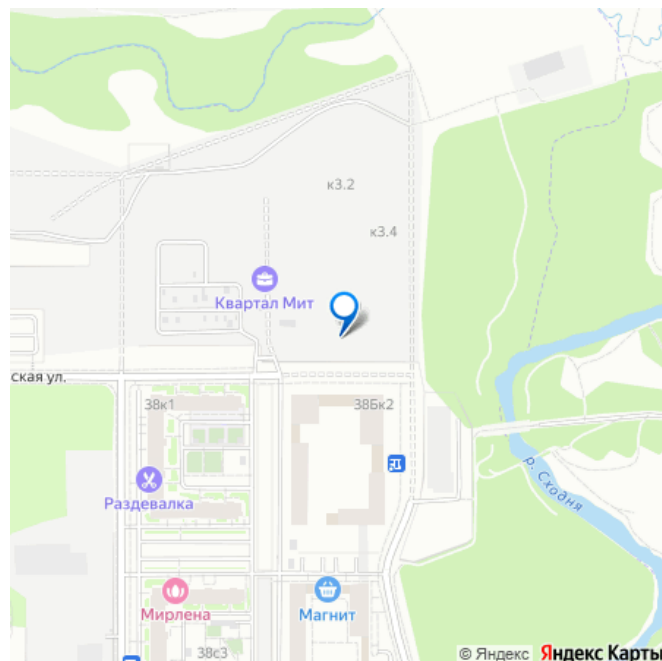 к3.2
к3.4
Квартал Мит
ская ул.
38к1
38Бк2
Раздевалка
р. Сходня
Мирлена
Магнит
38с3
© Яндекс Яндекс Карты